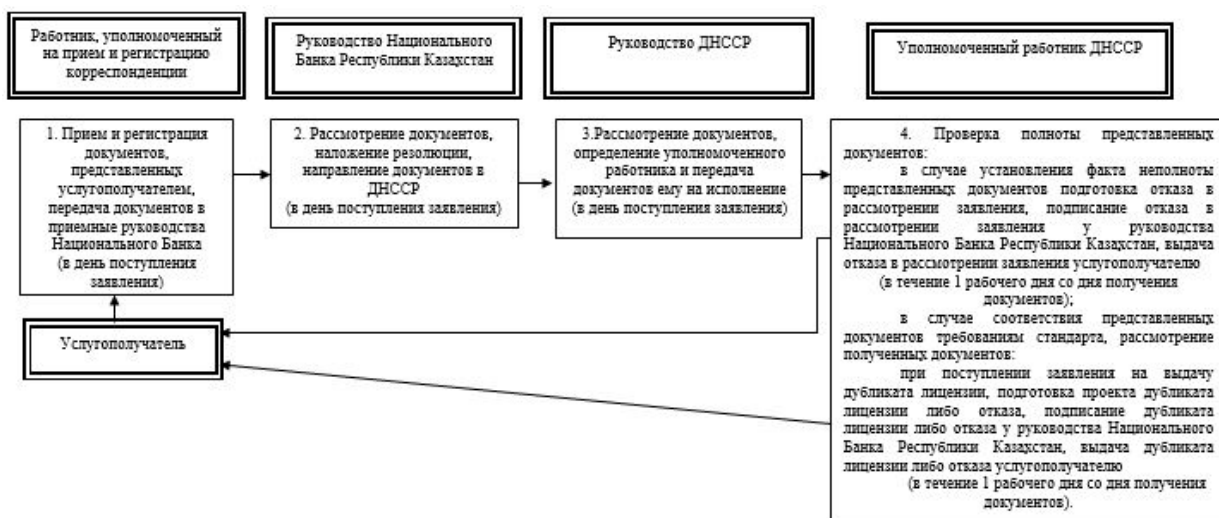 Работник, уполномоченный
на прием и регистрацию
корреспонденции
Руководство Национального
Банка Республики Казахстан
Руководство ДНССР
Уполномоченный работник ДНССР
1. Прием и регистрация
документов,
представленных
услугополучателем,
передача документов в
приемные руководства
Национального Банка
(в день поступления
заявления)
2. Рассмотрение документов,
наложение резолюции,
направление документов в
ДНССР
(в день поступления заявления)
3.Рассмотрение документов,
определение уполномоченного
работника и передача
документов ему на исполнение
(в день поступления заявления)
4. Проверка полноты представленных
документов:
в случае установления факта неполноты
представленных документов подготовка отказа в
рассмотрении заявления, подписание отказа в
рассмотрении заявления у руководства
Национального Банка Республики Казахстан, выдача
отказа в рассмотрении заявления услугополучателю
(в течение 1 рабочего дня со дня получения
документов);
в случае соответствия представленных
документов требованиям стандарта, рассмотрение
полученных документов:
при поступлении заявления на выдачу
дубликата лицензии, подготовка проекта дубликата
лицензии либо отказа, подписание дубликата
лицензии либо отказа у руководства Национального
Банка Республики Казахстан, выдача дубликата
лицензии либо отказа услугополучателю
(в течение 1 рабочего дня со дня получения
документов).
Услугополучатель